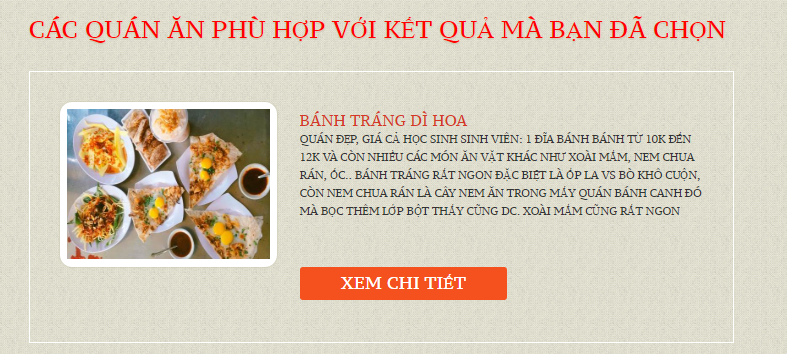 CÁC QUÁN ĂN PHÙ HỢP VỚI KẾT QUẢ MÀ BẠN ĐÃ CHỌN
BÁNH TRÁNG DÌ HOA
QUÁN ĐẸP, GIÁ CẢ HỌC SINH SINH VIÊN: 1 ĐĨA BÁNH BÁNH TỪ 10K ĐẾN
12K VÀ CÒN NHIỀU CÁC MÓN ĂN VẶT KHÁC NHƯ XOÀI MẮM, NEM CHUA
RÁN, ỐC.. BÁNH TRÁNG RẤT NGON ĐẶC BIỆT LÀ ỐP LA VS BÒ KHÔ CUỘN,
CÒN NEM CHUA RÁN LÀ CÂY NEM ĂN TRONG MẤY QUÁN BÁNH CANH ĐÓ
MÀ BỌC THÊM LỚP BỘT THẤY CŨNG DC. XOÀI MẮM CŨNG RẤT NGON
XEM CHI TIẾT